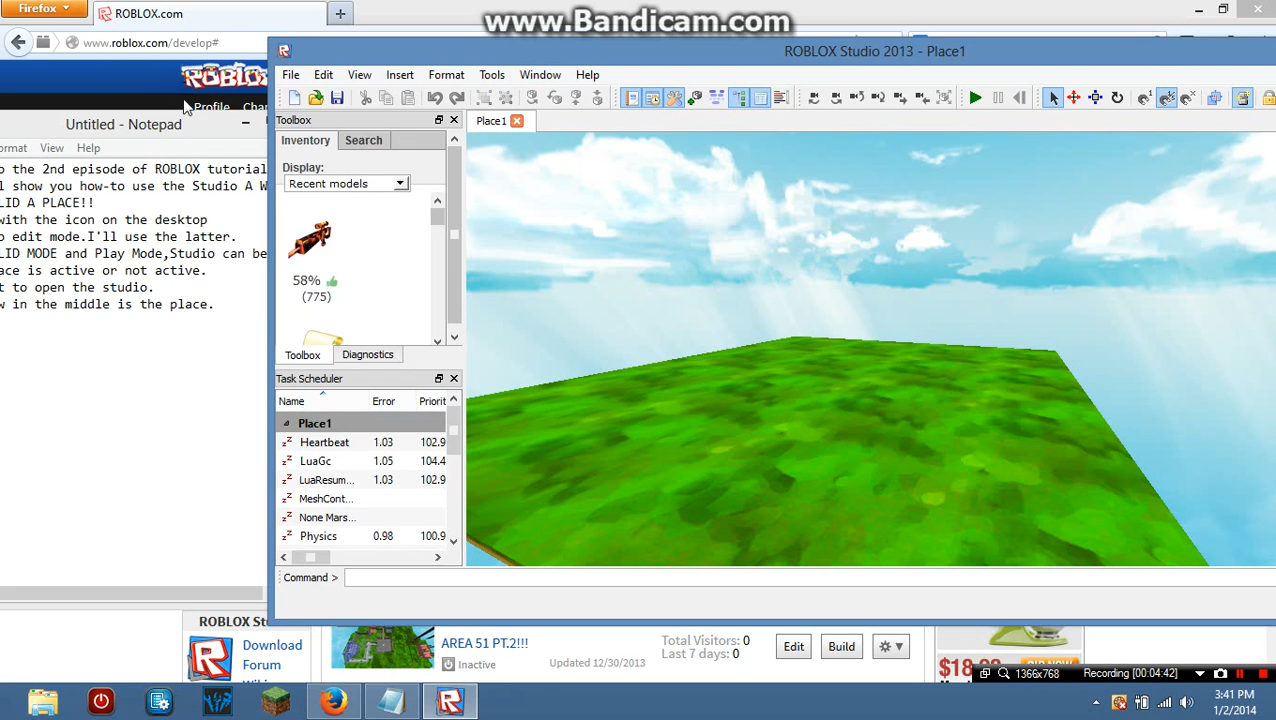 Firefox
ROBLOX.com
www.Bandicam.com
www.roblox.com/develop#
ROBLOX Studio 2013 - Place1
ROBLOX
File Edit View Insert Format Tools Window Help
Profile
Untitled - Notepad
ormat View Help
Toolbox
Place1
Inventory Search
Display:
Recent models
o the 2nd episode of ROBLOX tutorial
l show you how-to use the Studio A W
LID A PLACE!!
with the icon on the desktop
o edit mode.I'll use the latter.
LID MODE and Play Mode,Studio can be
ace is active or not active.
t to open the studio.
w in the middle is the place.
58%
(775)
Toolbox Diagnostics
Task Scheduler
Name Error Priorit
Place1
Heartbeat 1.03 102.9
LuaGc 1.05 104.4
LuaResum... 1.03 102.9
MeshCont...
None Mars...
Physics 0.98 100.9
Command >
ROBLOX Stu
Download
Forum
AREA 51 PT.2!!!
Inactive
Updated 12/30/2013
Total Visitors: 0
Last 7 days: 0
Edit
Build
1366x768
Recording [00:04:42]
3:41 PM
1/2/2014